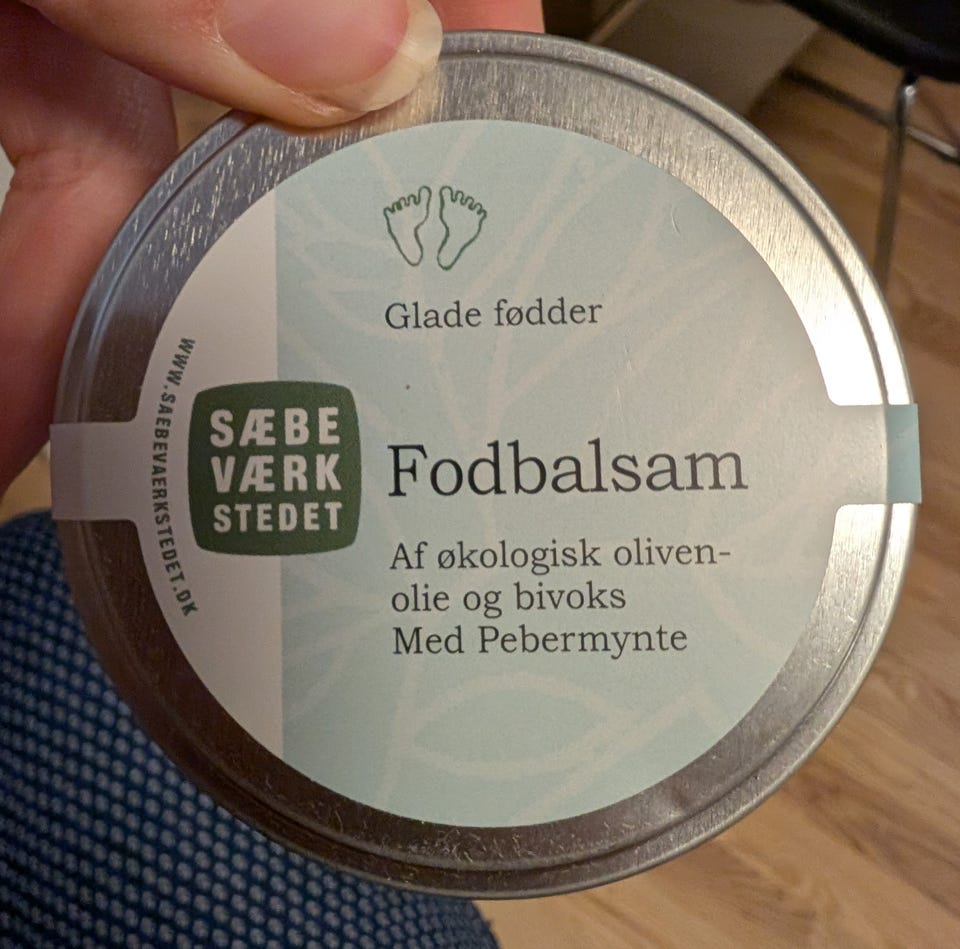 Glade fødder
WWW.SAEBEVAERKSTEDET.DK
SÆBE
VÆRK
STEDET
Fodbalsam
Af økologisk oliven-
olie og bivoks
Med Pebermynte